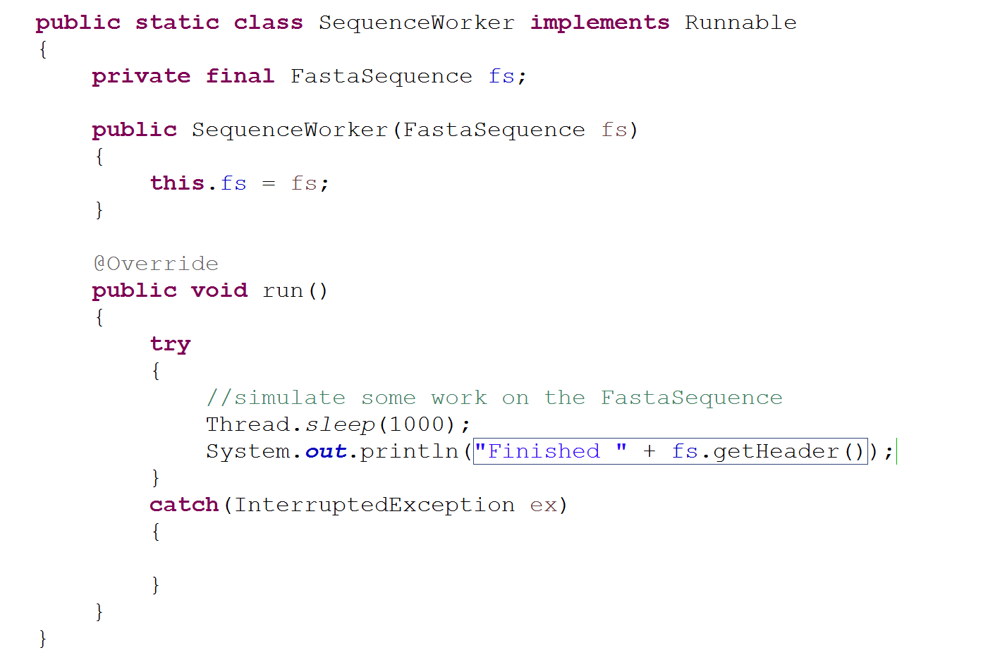 public static class SequenceWorker implements Runnable
{
    private final FastaSequence fs;

    public SequenceWorker(FastaSequence fs)
    {
        this.fs = fs;
    }

    @Override
    public void run()
    {
        try
        {
            //simulate some work on the FastaSequence
            Thread.sleep(1000);
            System.out.println("Finished " + fs.getHeader());
        }
        catch(InterruptedException ex)
        {

        }
    }
}